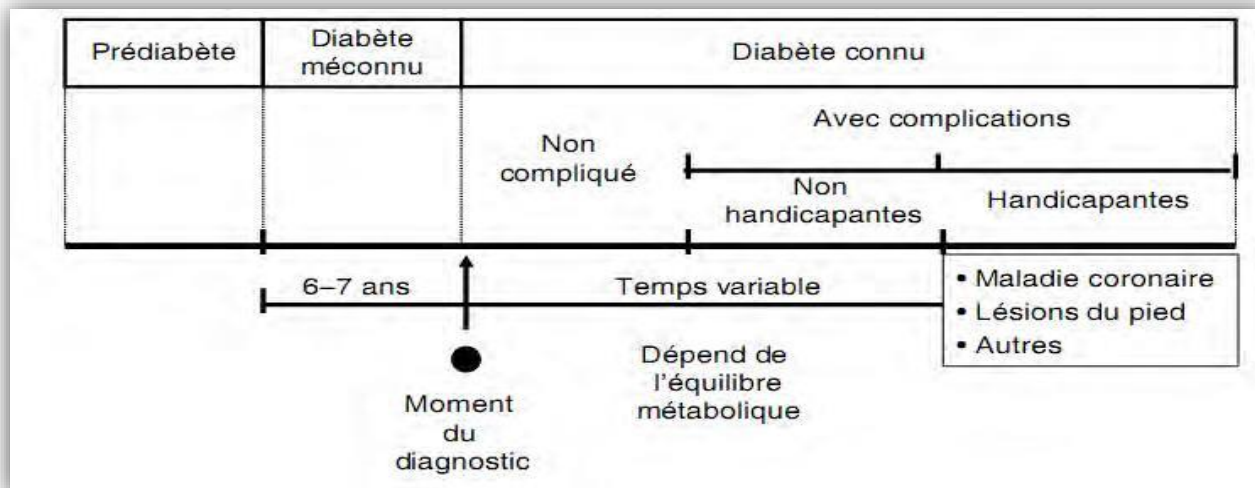 Prédiabète
Diabète
méconnu
Diabète connu
Avec complications
Non
compliqué
Non
handicapantes
Handicapantes
6–7 ans
Temps variable
• Maladie coronaire
• Lésions du pied
• Autres
Dépend de
l'équilibre
métabolique
Moment
du
diagnostic